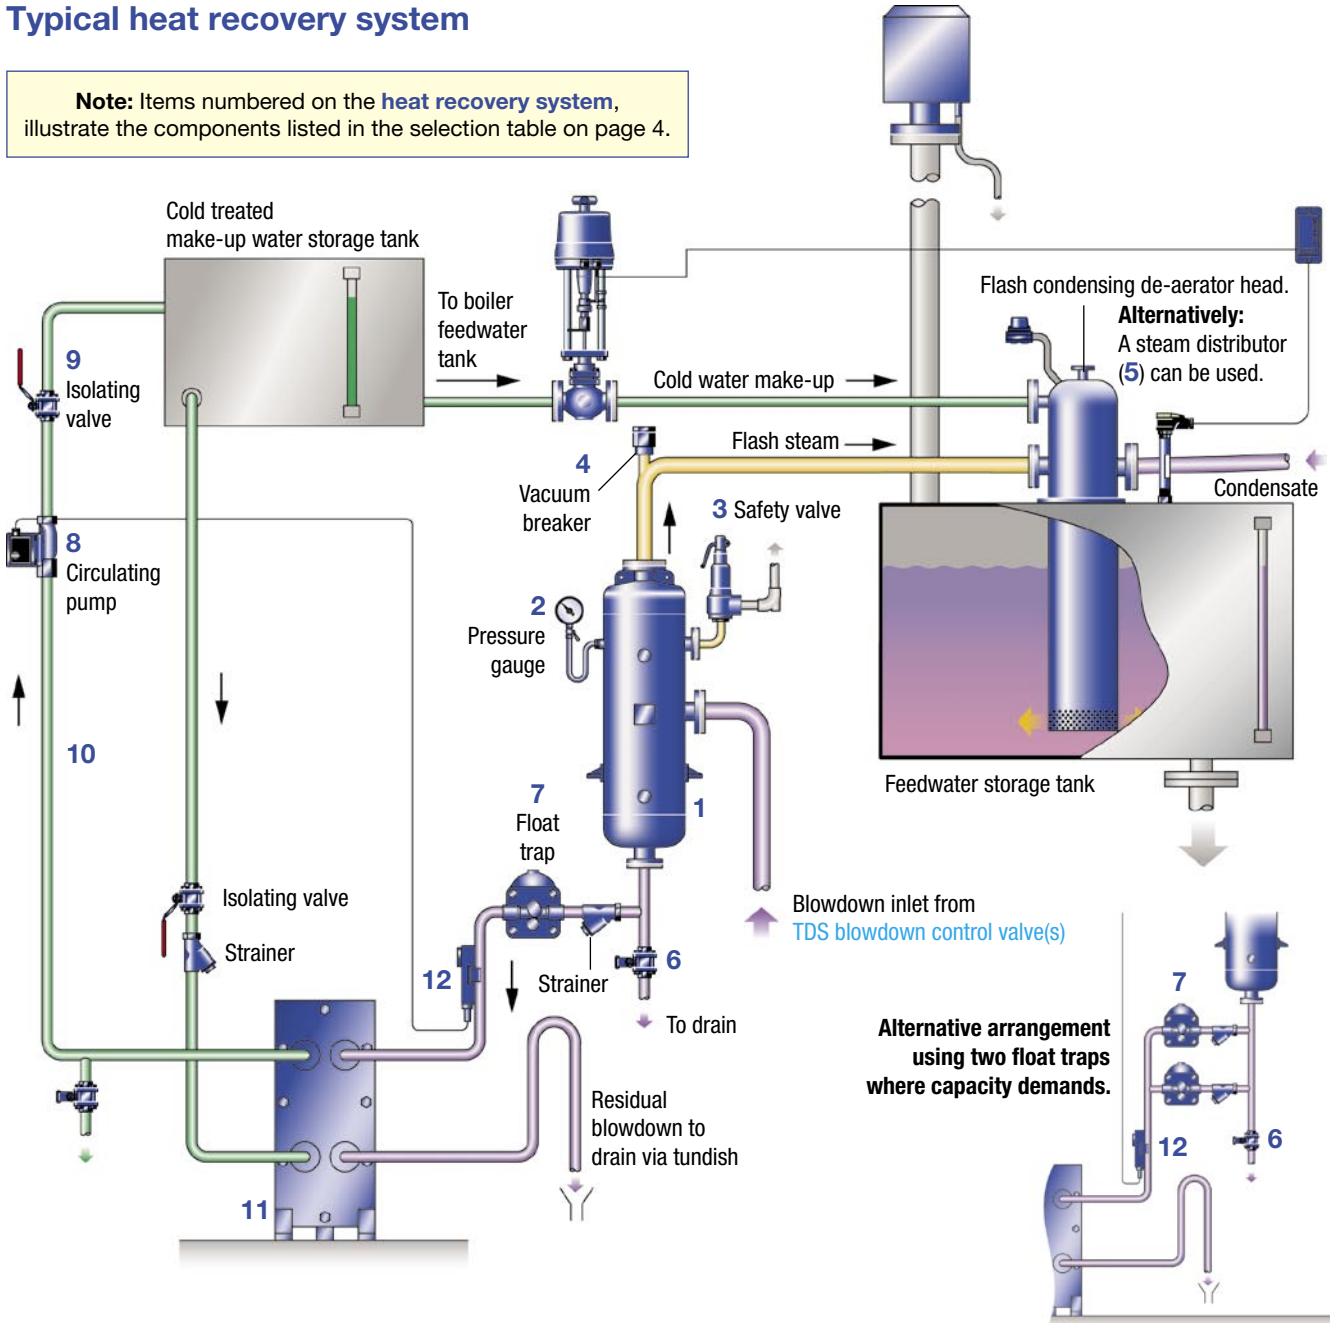 Typical heat recovery system
Note: Items numbered on the heat recovery system,
illustrate the components listed in the selection table on page 4.
Cold treated
make-up water storage tank
To boiler
feedwater
tank
Flash condensing de-aerator head.
Alternatively:
A steam distributor
(5) can be used.
9
Isolating
valve
Cold water make-up
Flash steam
4
Vacuum
breaker
Condensate
3 Safety valve
8
Circulating
pump
2
Pressure
gauge
10
Feedwater storage tank
7
Float
trap
1
Isolating valve
Strainer
Blowdown inlet from
TDS blowdown control valve(s)
12
Strainer
6
To drain
7
Alternative arrangement
using two float traps
where capacity demands.
Residual
blowdown to
drain via tundish
12
6
11